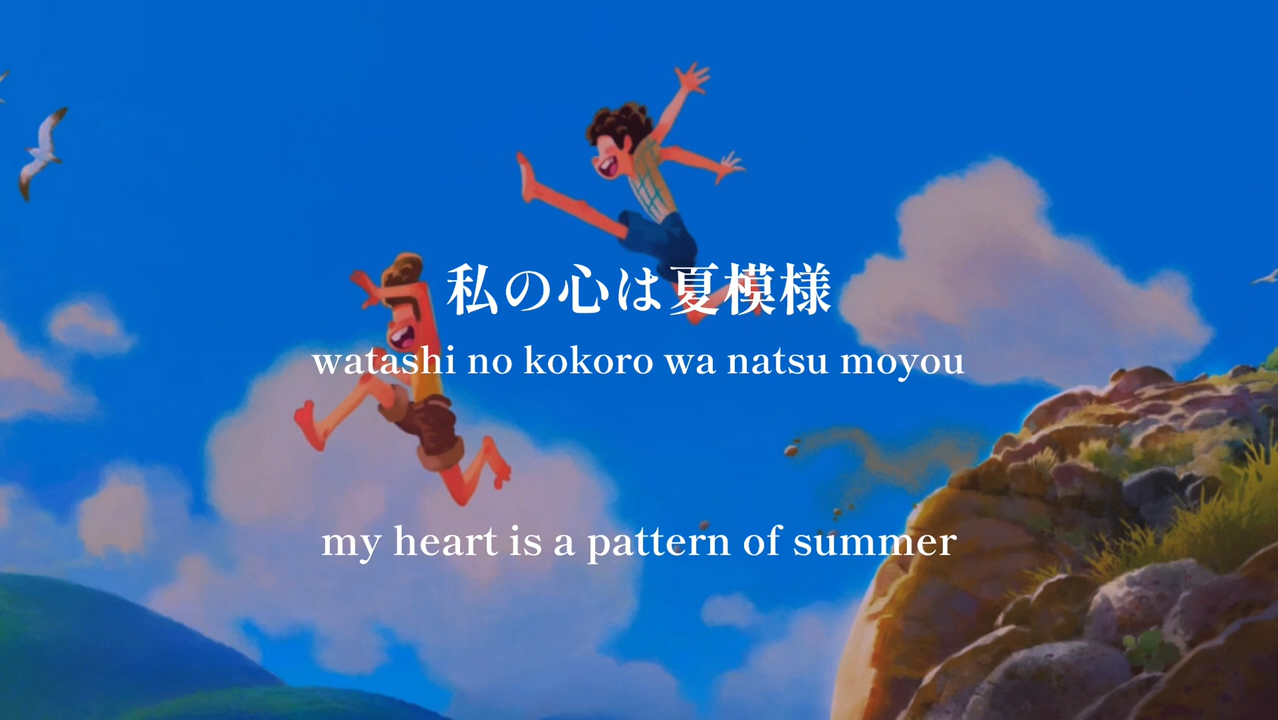 私の心は夏模様
watashi no kokoro wa natsu moyou
my heart is a pattern of summer